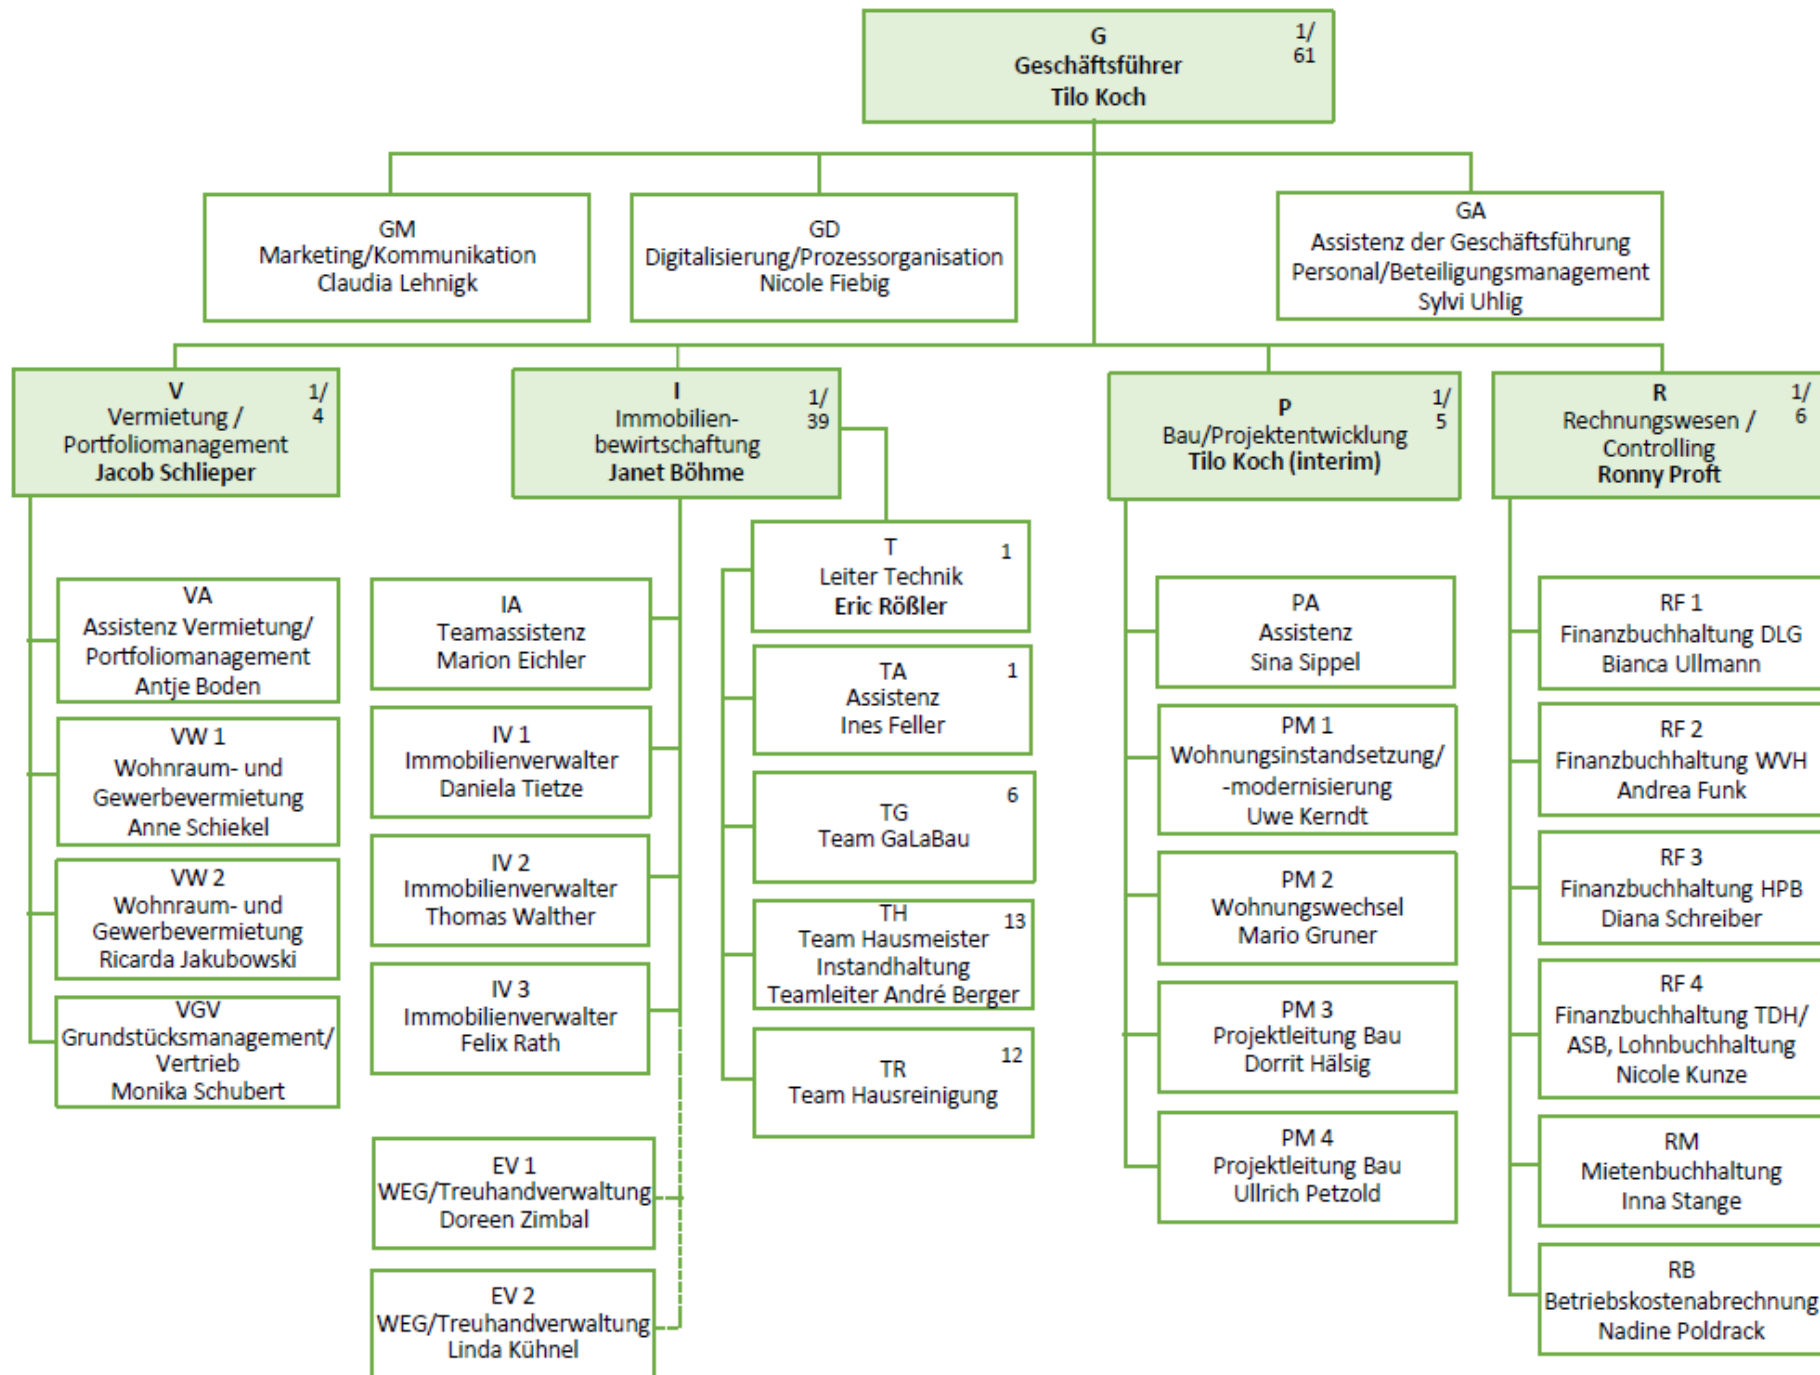 G
1/
61
Geschäftsführer
Tilo Koch
GM
Marketing/Kommunikation
Claudia Lehnigk
GD
Digitalisierung/Prozessorganisation
Nicole Fiebig
GA
Assistenz der Geschäftsführung
Personal/Beteiligungsmanagement
Sylvi Uhlig
V
1/
4
Vermietung /
Portfoliomanagement
Jacob Schlieper
I
1/
39
Immobilien-
bewirtschaftung
Janet Böhme
P
1/
5
Bau/Projektentwicklung
Tilo Koch (interim)
R
1/
6
Rechnungswesen /
Controlling
Ronny Proft
VA
Assistenz Vermietung/
Portfoliomanagement
Antje Boden
VW 1
Wohnraum- und
Gewerbevermietung
Anne Schiekel
VW 2
Wohnraum- und
Gewerbevermietung
Ricarda Jakubowski
VGV
Grundstücksmanagement/
Vertrieb
Monika Schubert
IA
Teamassistenz
Marion Eichler
IV 1
Immobilienverwalter
Daniela Tietze
IV 2
Immobilienverwalter
Thomas Walther
IV 3
Immobilienverwalter
Felix Rath
EV 1
WEG/Treuhandverwaltung
Doreen Zimbal
EV 2
WEG/Treuhandverwaltung
Linda Kühnel
T
1
Leiter Technik
Eric Rößler
TA
1
Assistenz
Ines Feller
TG
6
Team GaLaBau
TH
13
Team Hausmeister
Instandhaltung
Teamleiter André Berger
TR
12
Team Hausreinigung
PA
Assistenz
Sina Sippel
PM 1
Wohnungsinstandsetzung/
-modernisierung
Uwe Kerndt
PM 2
Wohnungswechsel
Mario Gruner
PM 3
Projektleitung Bau
Dorrit Hälsig
PM 4
Projektleitung Bau
Ullrich Petzold
RF 1
Finanzbuchhaltung DLG
Bianca Ullmann
RF 2
Finanzbuchhaltung WVH
Andrea Funk
RF 3
Finanzbuchhaltung HPB
Diana Schreiber
RF 4
Finanzbuchhaltung TDH/
ASB, Lohnbuchhaltung
Nicole Kunze
RM
Mietenbuchhaltung
Inna Stange
RB
Betriebskostenabrechnung
Nadine Poldrack